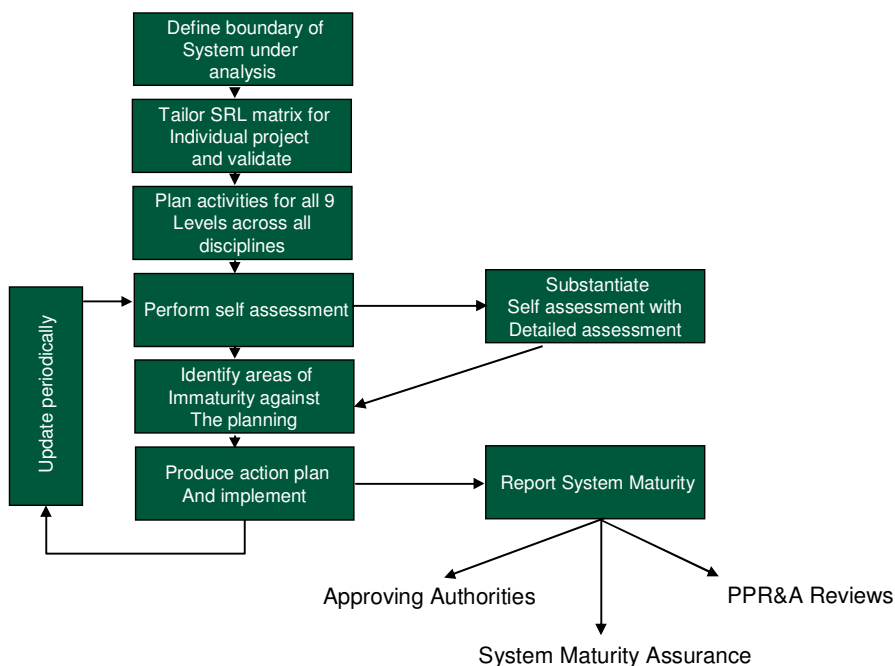 Define boundary of
System under
analysis
Tailor SRL matrix for
Individual project
and validate
Plan activities for all 9
Levels across all
disciplines
Perform self assessment
Substantiate
Self assessment with
Detailed assessment
Update periodically
Identify areas of
Immaturity against
The planning
Produce action plan
And implement
Report System Maturity
Approving Authorities
PPR&A Reviews
System Maturity Assurance